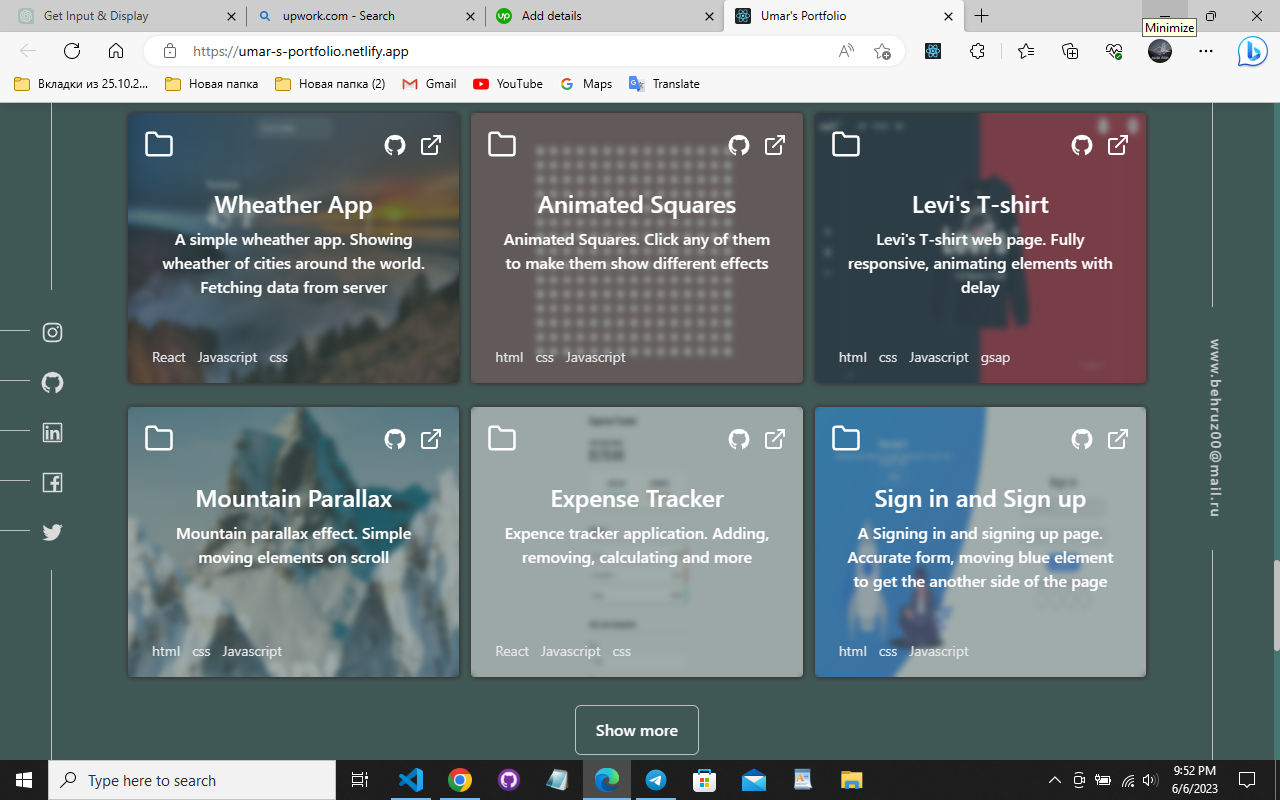 Get Input & Display
upwork.com - Search
Add details
Umar's Portfolio
Minimize
https://umar-s-portfolio.netlify.app
Вкладки из 25.10.2...
Новая папка
Новая папка (2)
Gmail
YouTube
Maps
Translate
Wheather App
A simple wheather app. Showing
wheather of cities around the world.
Fetching data from server
React Javascript css
Animated Squares
Animated Squares. Click any of them
to make them show different effects
html css Javascript
Levi's T-shirt
Levi's T-shirt web page. Fully
responsive, animating elements with
delay
html css Javascript gsap
www.behruz00@mail.ru
Mountain Parallax
Mountain parallax effect. Simple
moving elements on scroll
html css Javascript
Expense Tracker
Expence tracker application. Adding,
removing, calculating and more
React Javascript css
Sign in and Sign up
A Signing in and signing up page.
Accurate form, moving blue element
to get the another side of the page
html css Javascript
Show more
Type here to search
9:52 PM
6/6/2023